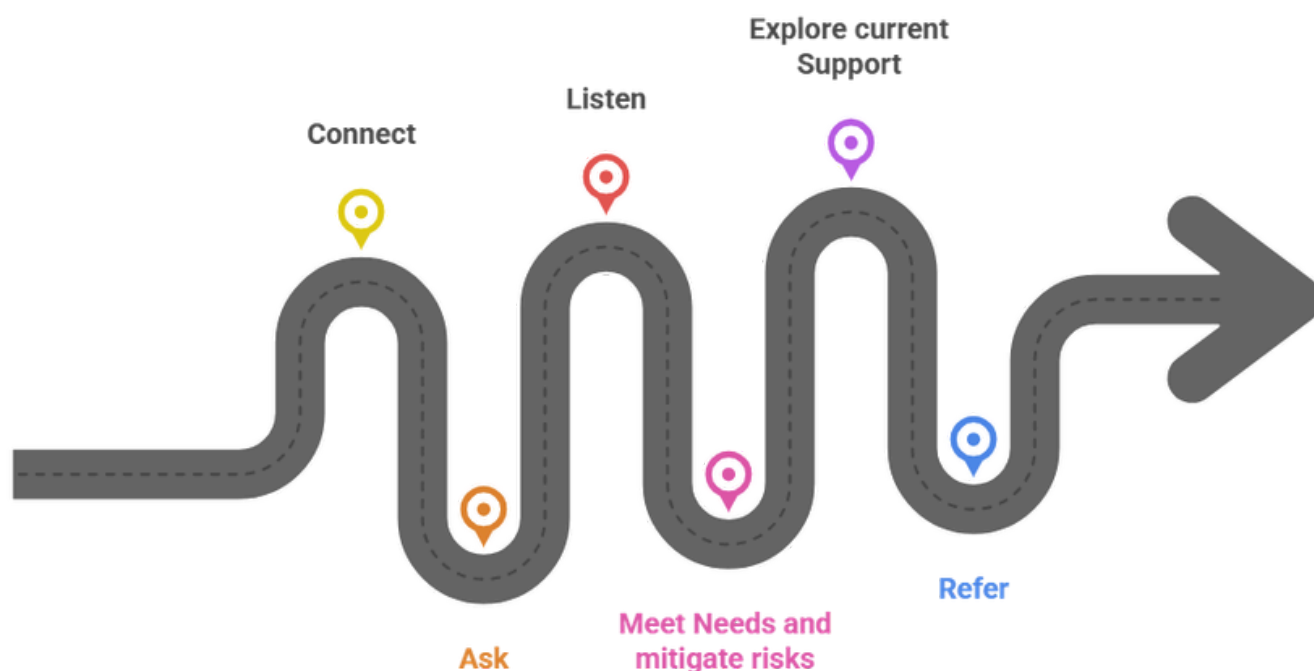 Connect
Ask
Listen
Meet Needs and
mitigate risks
Explore current
Support
Refer